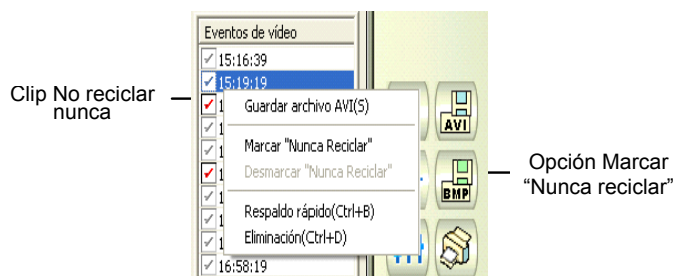 Eventos de vídeo
15:16:39
15:19:19
Clip No reciclar
nunca
Guardar archivo AVI(S)
Marcar "Nunca Reciclar"
Desmarcar "Nunca Reciclar"
Respaldo rápido(Ctrl+B)
Eliminación(Ctrl+D)
16:58:19
AVI
BMP
Opción Marcar
“Nunca reciclar”